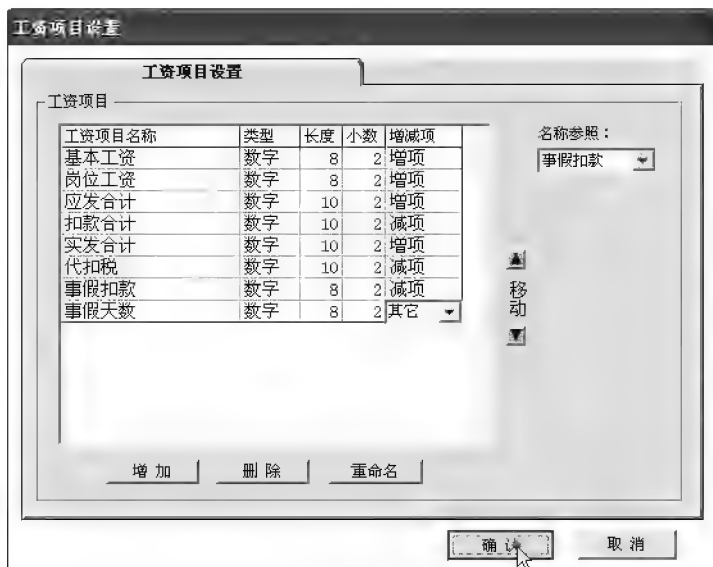 工资项目设置
工资项目设置
工资项目
工资项目名称 类型 长度 小数 增减项
基本工资 数字 8 2 增项
岗位工资 数字 8 2 增项
应发合计 数字 10 2 增项
扣款合计 数字 10 2 减项
实发合计 数字 10 2 增项
代扣税 数字 10 2 减项
事假扣款 数字 8 2 减项
事假天数 数字 8 2 其它
名称参照：
事假扣款
移动
增加 删除 重命名
确认 取消